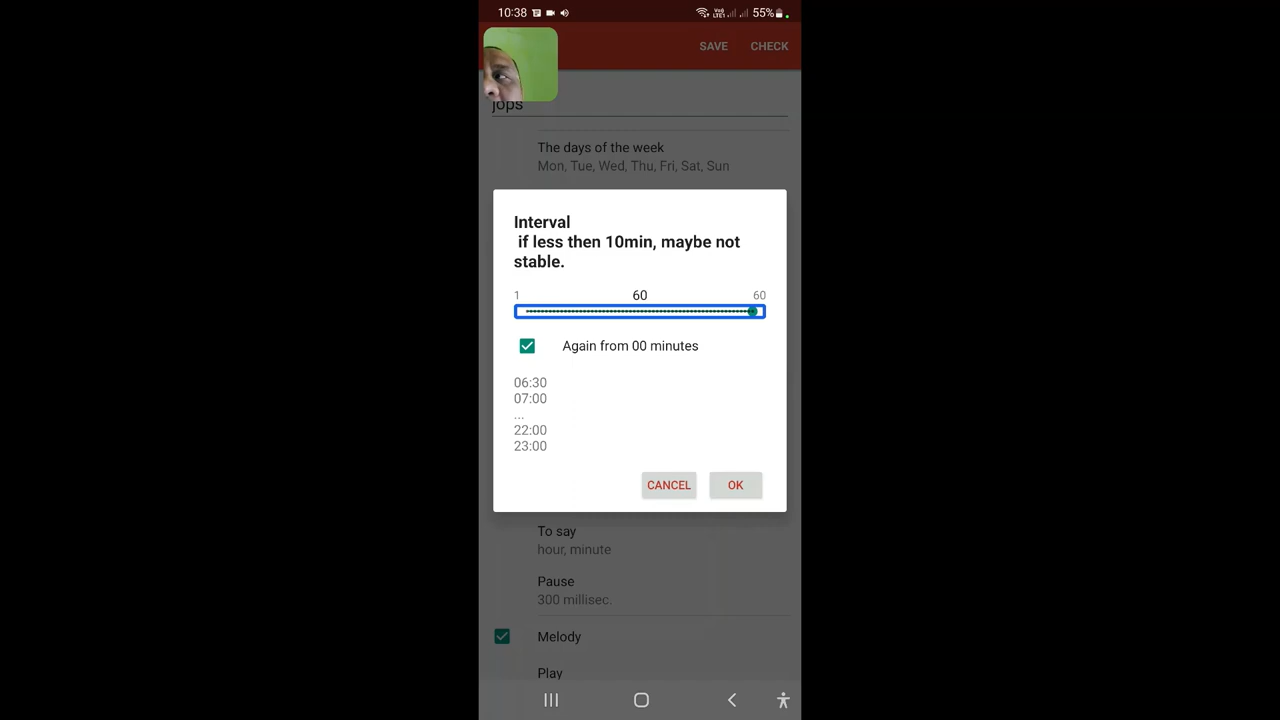 10:38 55%
SAVE CHECK
jops
The days of the week
Mon, Tue, Wed, Thu, Fri, Sat, Sun
Interval
if less then 10min, maybe not
stable.
1 60 60
Again from 00 minutes
06:30
07:00
...
22:00
23:00
CANCEL OK
To say
hour, minute
Pause
300 millisec.
Melody
Play